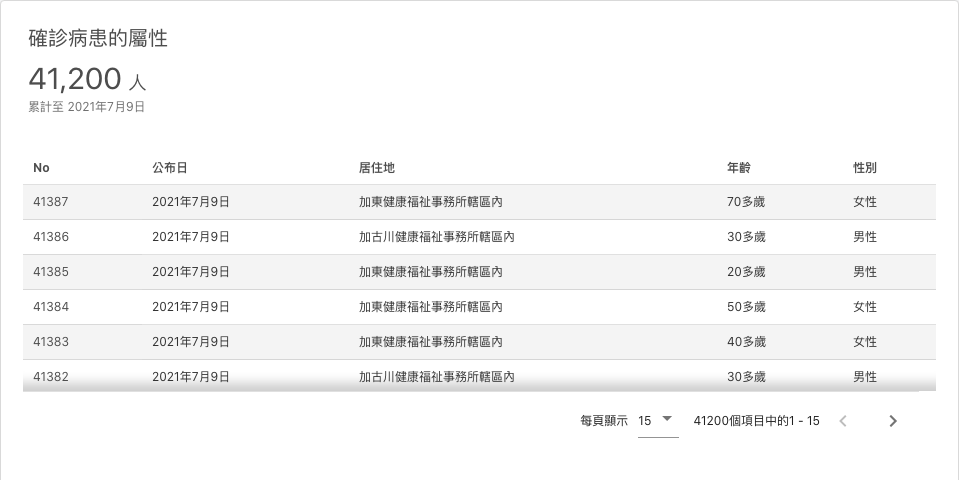 確診病患的屬性
41,200 人
累計至 2021年7月9日
No 公布日 居住地 年齡 性別
41387 2021年7月9日 加東健康福祉事務所轄區內 70多歲 女性
41386 2021年7月9日 加古川健康福祉事務所轄區內 30多歲 男性
41385 2021年7月9日 加東健康福祉事務所轄區內 20多歲 男性
41384 2021年7月9日 加東健康福祉事務所轄區內 50多歲 女性
41383 2021年7月9日 加東健康福祉事務所轄區內 40多歲 女性
41382 2021年7月9日 加古川健康福祉事務所轄區內 30多歲 男性
每頁顯示 15 41200個項目中的1 - 15